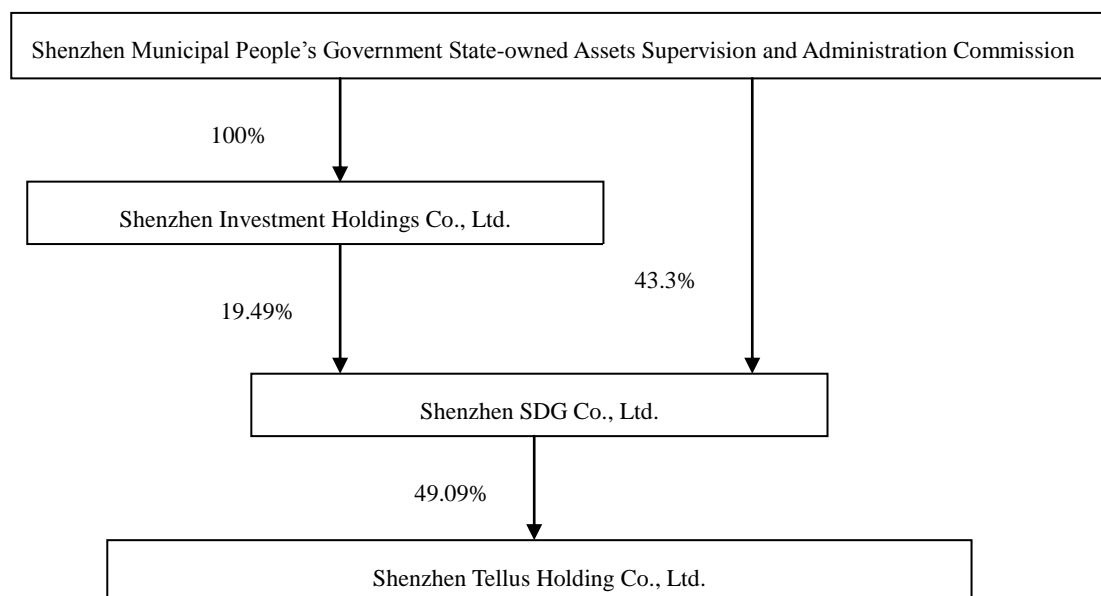 Shenzhen Municipal People’s Government State-owned Assets Supervision and Administration Commission
100%
Shenzhen Investment Holdings Co., Ltd.
19.49%
43.3%
Shenzhen SDG Co., Ltd.
49.09%
Shenzhen Tellus Holding Co., Ltd.